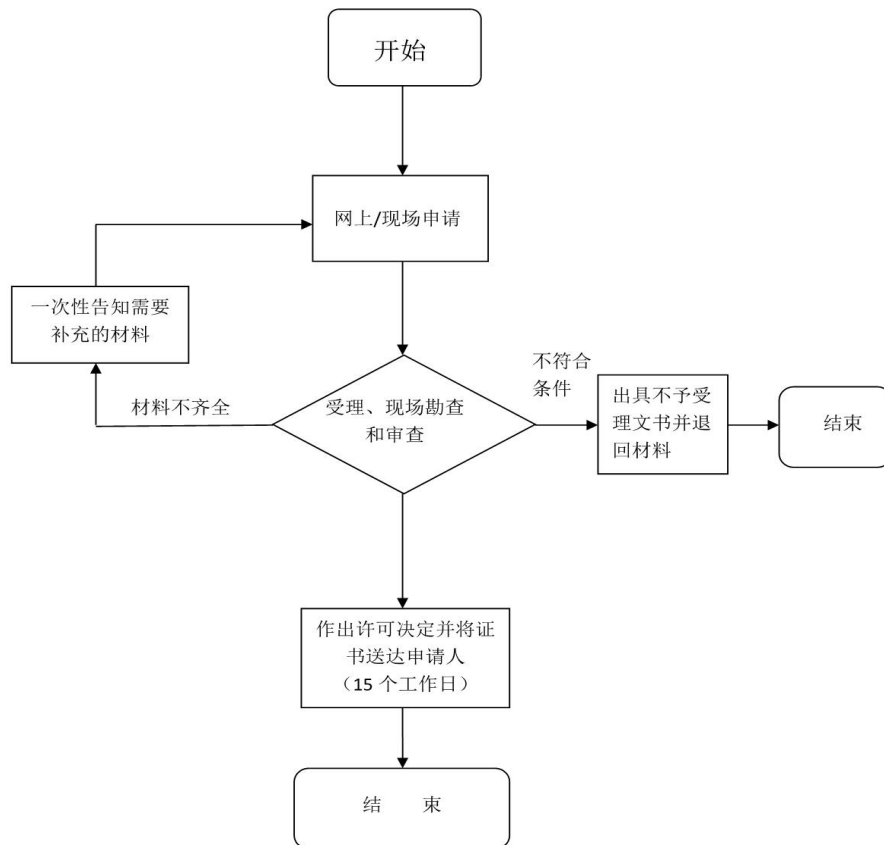 开始
网上/现场申请
一次性告知需要
补充的材料
材料不齐全
受理、现场勘查
和审查
不符合
条件
出具不予受
理文书并退
回材料
结束
作出许可决定并将证
书送达申请人
（15 个工作日）
结 束